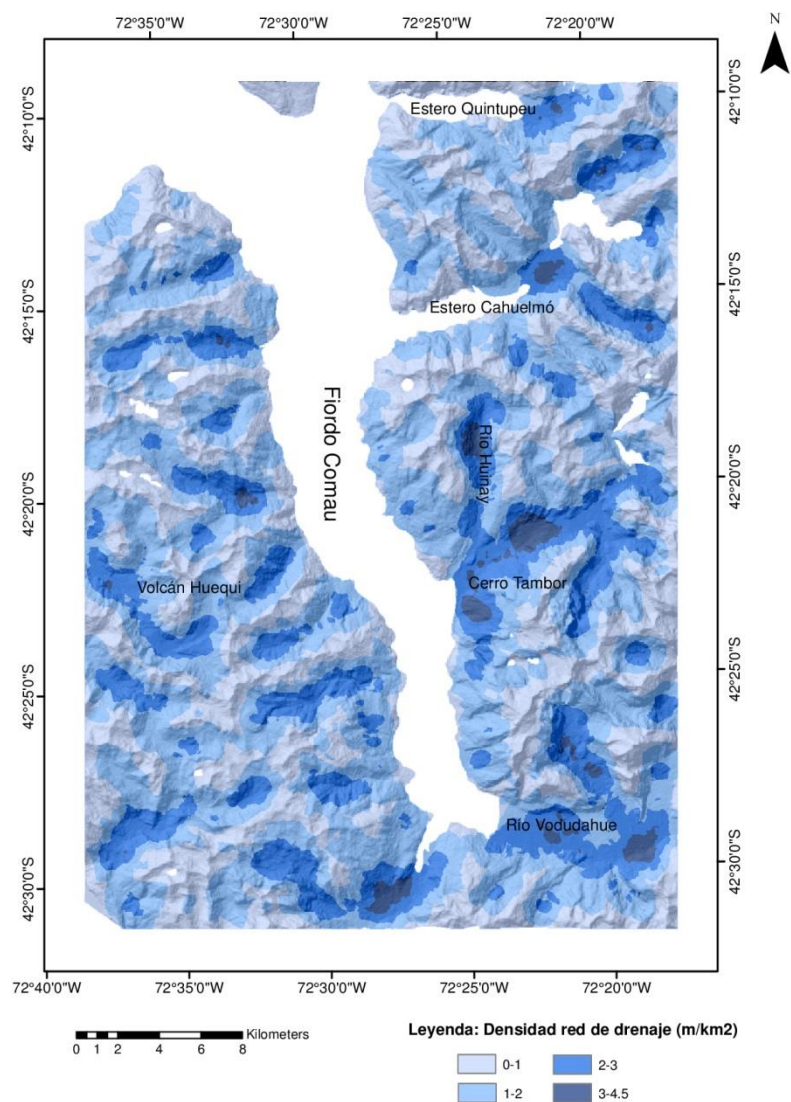 N
72°35'0"W
72°30'0"W
72°25'0"W
72°20'0"W
42°10'0"S
42°10'0"S
Estero Quintupeu
42°15'0"S
42°15'0"S
Estero Cahuelmó
Fiordo Comau
Río Huinay
42°20'0"S
42°20'0"S
Volcán Huequi
Cerro Tambor
42°25'0"S
42°25'0"S
Río Vodudahue
42°30'0"S
42°30'0"S
72°40'0"W
72°35'0"W
72°30'0"W
72°25'0"W
72°20'0"W
Kilometers
0 1 2 4 6 8
Leyenda: Densidad red de drenaje (m/km2)
0-1
2-3
1-2
3-4.5